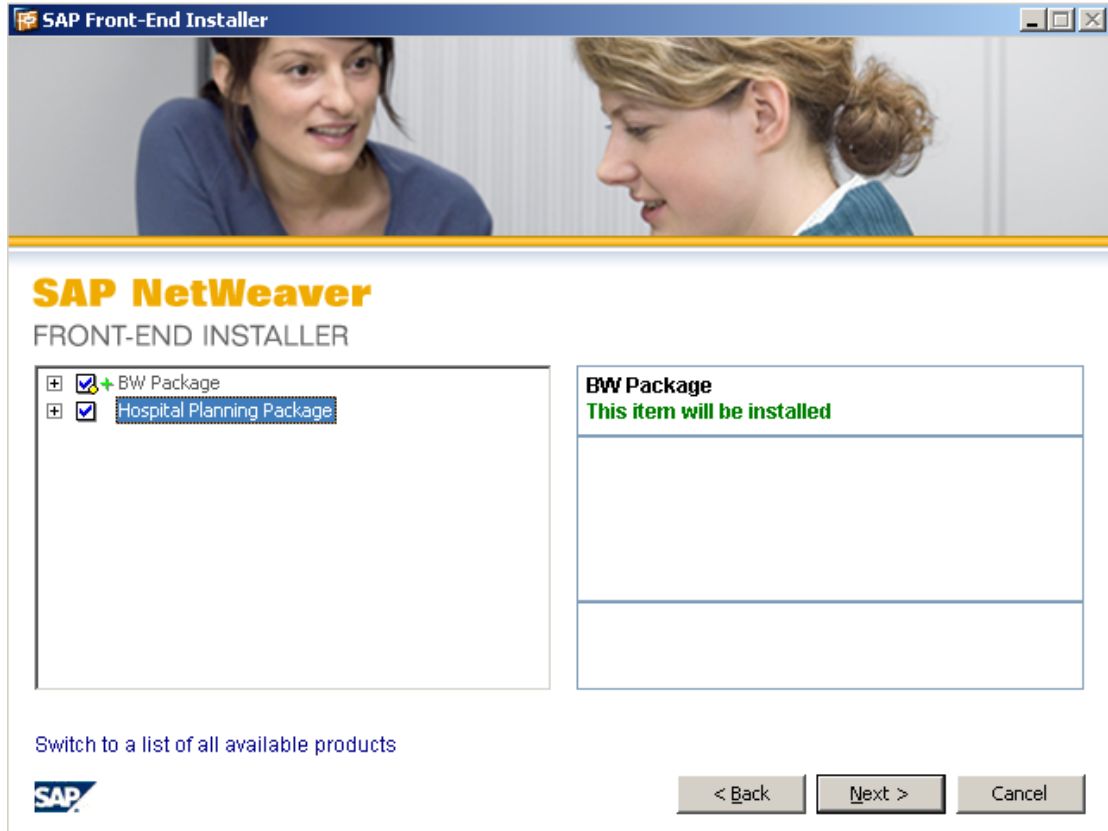 SAP Front-End Installer
SAP NetWeaver
FRONT-END INSTALLER
BW Package
Hospital Planning Package
BW Package
This item will be installed
Switch to a list of all available products
SAP
< Back
Next >
Cancel